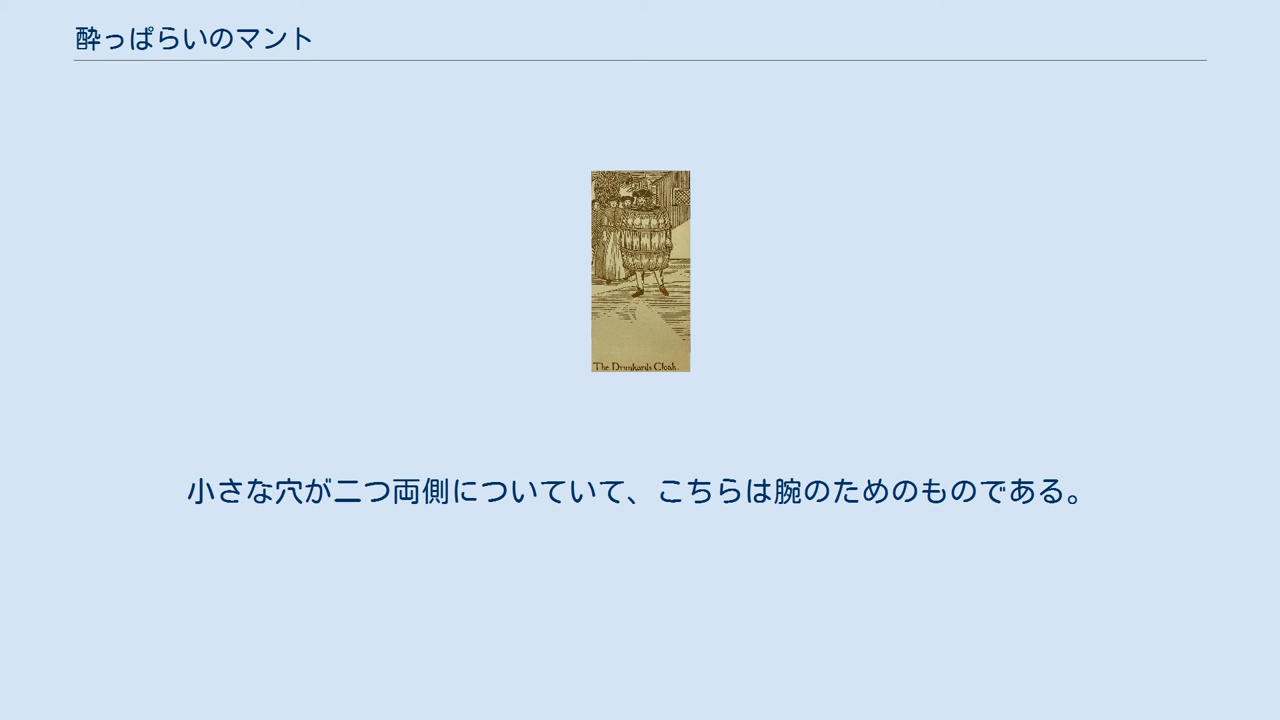 酔っぱらいのマント
The Drunkards Cloak.
小さな穴が二つ両側についていて、こちらは腕のためのものである。